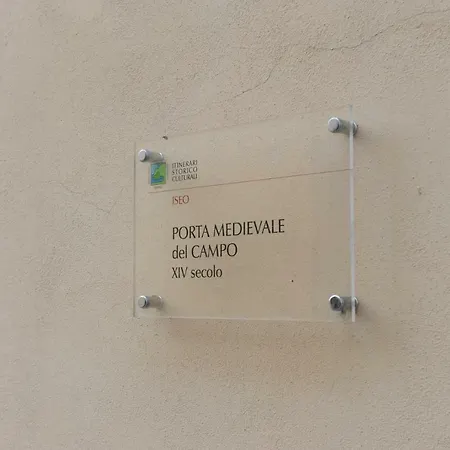 ITINERARI
STORICO
CULTURALI
ISEO
PORTA MEDIEVALE
del CAMPO
XIV secolo